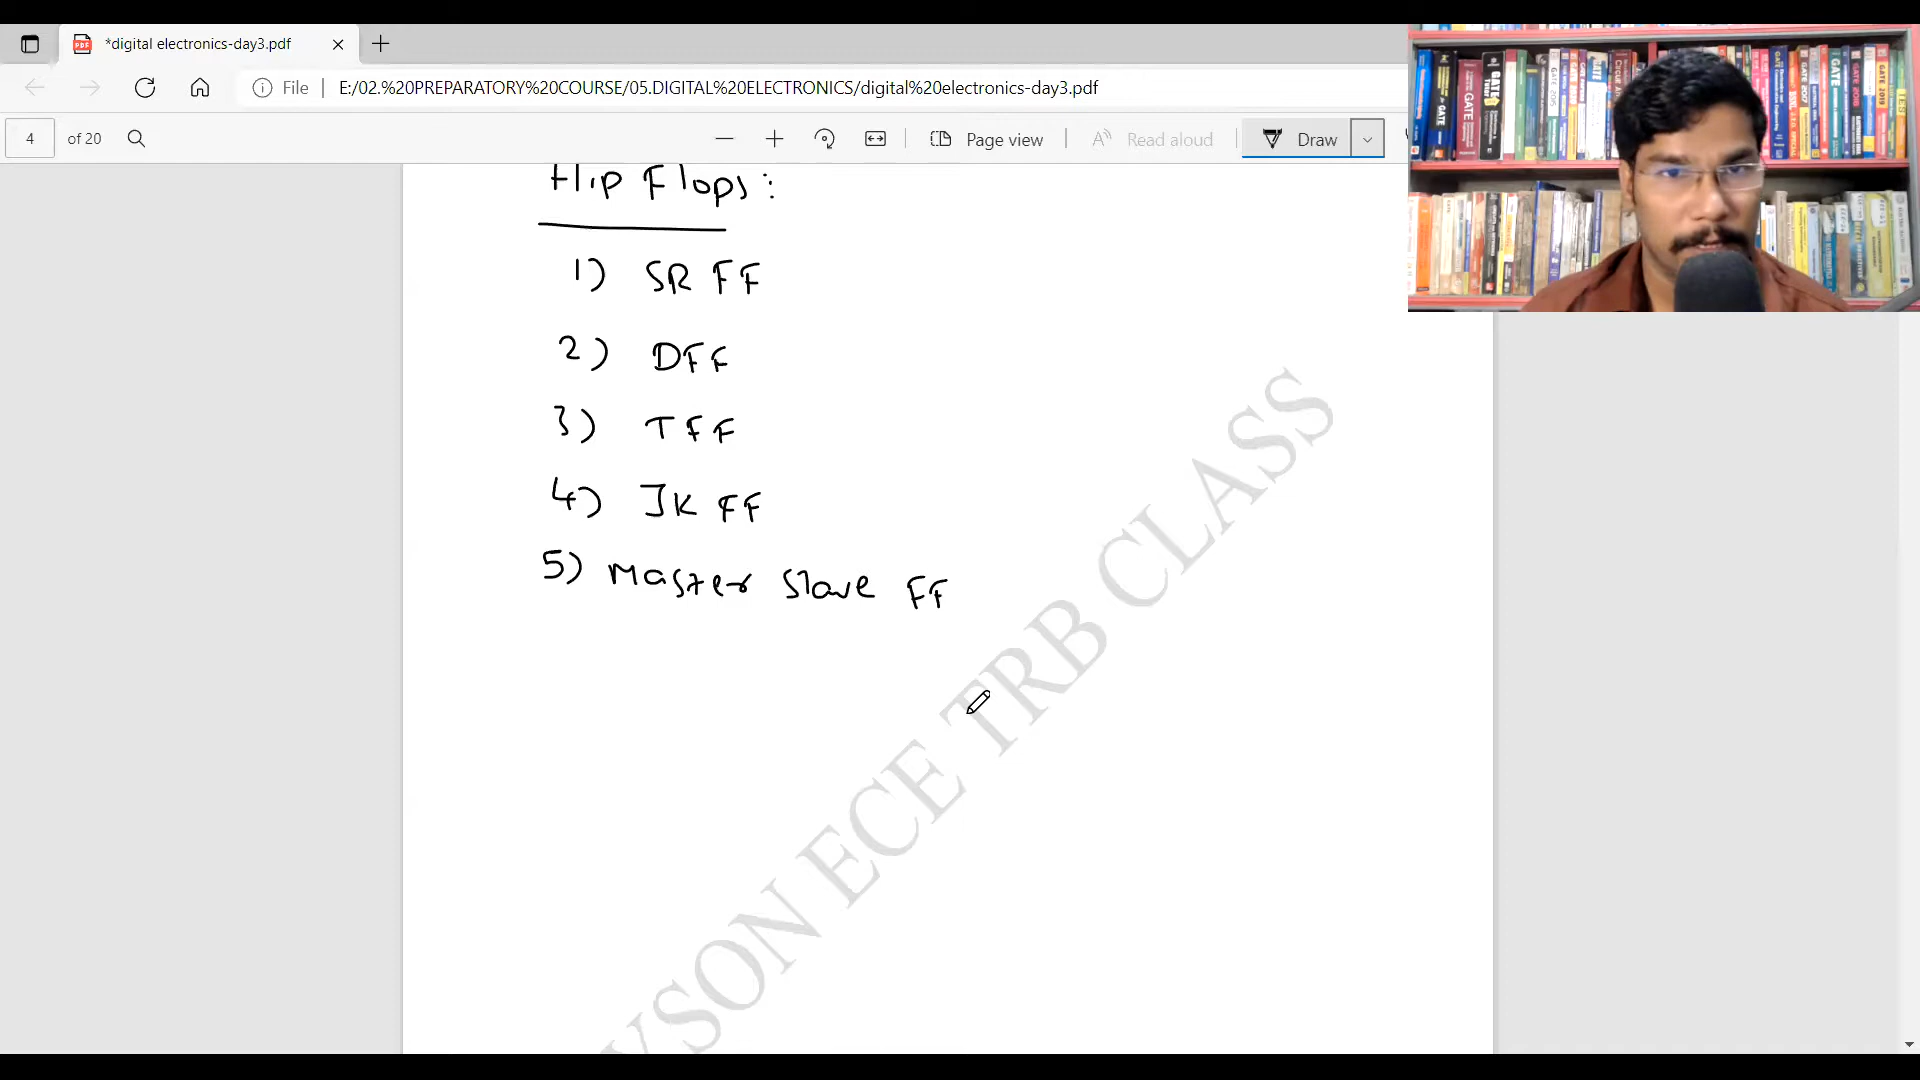 *digital electronics-day3.pdf
File E:/02.%20PREPARATORY%20COURSE/05.DIGITAL%20ELECTRONICS/digital%20electronics-day3.pdf
4 of 20 Page view Read aloud Draw
Flip Flops :
1) SR FF
2) DFF
3) TFF
4) JK FF
5) Master Slave FF
YSON ECE TRB CLASS